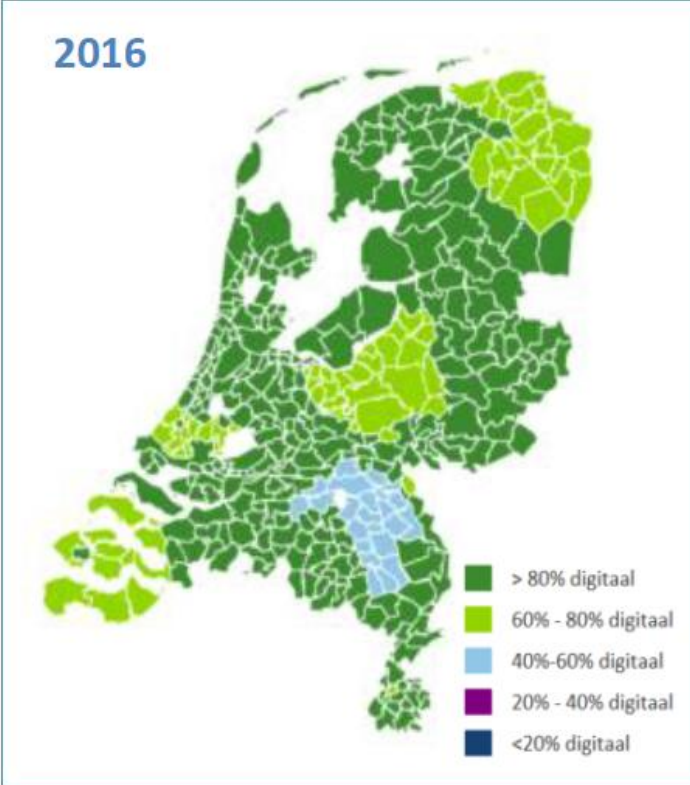 2016
> 80% digitaal
60% - 80% digitaal
40%-60% digitaal
20% - 40% digitaal
<20% digitaal